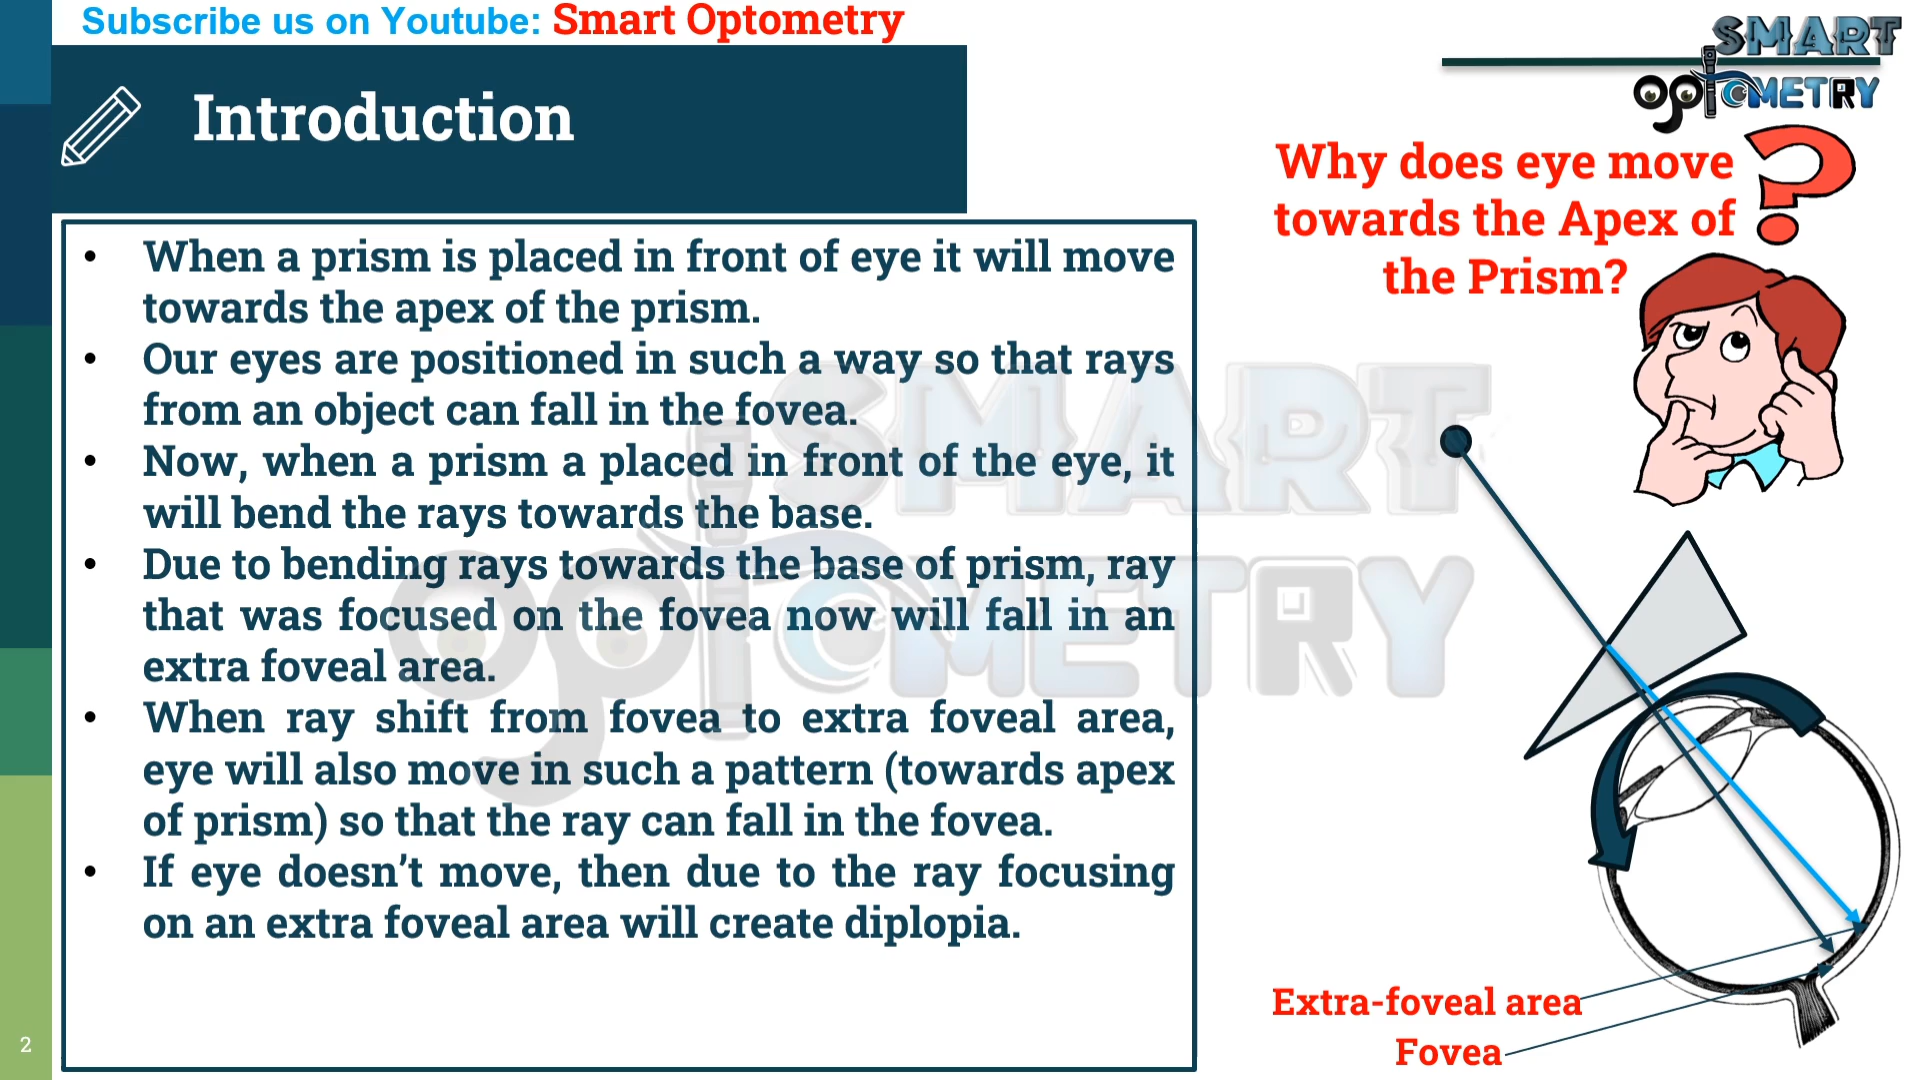 Subscribe us on Youtube: Smart Optometry
SMART
OptOMETRY
Introduction
Why does eye move
towards the Apex of
the Prism?
?
• When a prism is placed in front of eye it will move
towards the apex of the prism.
• Our eyes are positioned in such a way so that rays
from an object can fall in the fovea.
• Now, when a prism a placed in front of the eye, it
will bend the rays towards the base.
• Due to bending rays towards the base of prism, ray
that was focused on the fovea now will fall in an
extra foveal area.
• When ray shift from fovea to extra foveal area,
eye will also move in such a pattern (towards apex
of prism) so that the ray can fall in the fovea.
• If eye doesn’t move, then due to the ray focusing
on an extra foveal area will create diplopia.
SMART
OptOMETRY
Extra-foveal area
Fovea
2